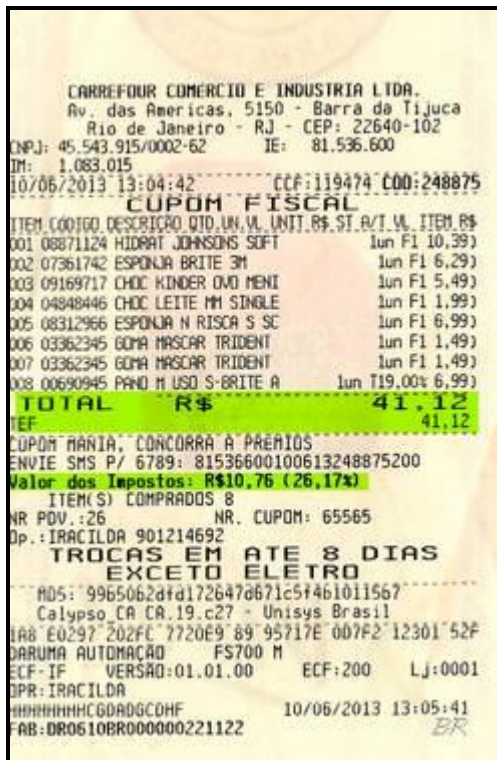 CARREFOUR COMERCIO E INDUSTRIA LTDA.
Av. das Americas, 5150 - Barra da Tijuca
Rio de Janeiro - RJ - CEP: 22640-102
CNPJ: 45.543.915/0002-62 IE: 81.536.600
IM: 1.083.015
10/06/2013 13:04:42 CCF:119474 COO:248875
CUPOM FISCAL
ITEM CÓDIGO DESCRIÇÃO QTD.UN.VL UNIT R$ ST A/T VL ITEM R$
001 08871124 HIDRAT JOHNSONS SOFT 1un F1 10,39)
002 07361742 ESPONJA BRITE 3M 1un F1 6,29)
003 09169717 CHOC KINDER OVO MENI 1un F1 5,49)
004 04848446 CHOC LEITE MM SINGLE 1un F1 1,99)
005 08312966 ESPONJA N RISCA S SC 1un F1 6,99)
006 03362345 GOMA MASCAR TRIDENT 1un F1 1,49)
007 03362345 GOMA MASCAR TRIDENT 1un F1 1,49)
008 00690945 PANO M USO S-BRITE A 1un T19,00% 6,99)
TOTAL R$ 41,12
TEF 41,12
CUPOM MANIA, CONCORRA A PREMIOS
ENVIE SMS P/ 6789: 81536600100613248875200
Valor dos Impostos: R$10,76 (26,17%)
ITEM(S) COMPRADOS 8
NR PDV.:26 NR. CUPOM: 65565
Op.:IRACILDA 901214692
TROCAS EM ATE 8 DIAS
EXCETO ELETRO
MD5: 9965062dfd172647d671c5f461011567
Calypso_CA CA.19.c27 - Unisys Brasil
1A8 E0297 202FC 7720E9 89 95717E 0D7F2 12301 52F
DARUMA AUTOMAÇÃO FS700 M
ECF-IF VERSÃO:01.01.00 ECF:200 Lj:0001
OPR:IRACILDA
HHHHHHHHCGDADGCDHF 10/06/2013 13:05:41
FAB:DR0610BR000000221122 BR